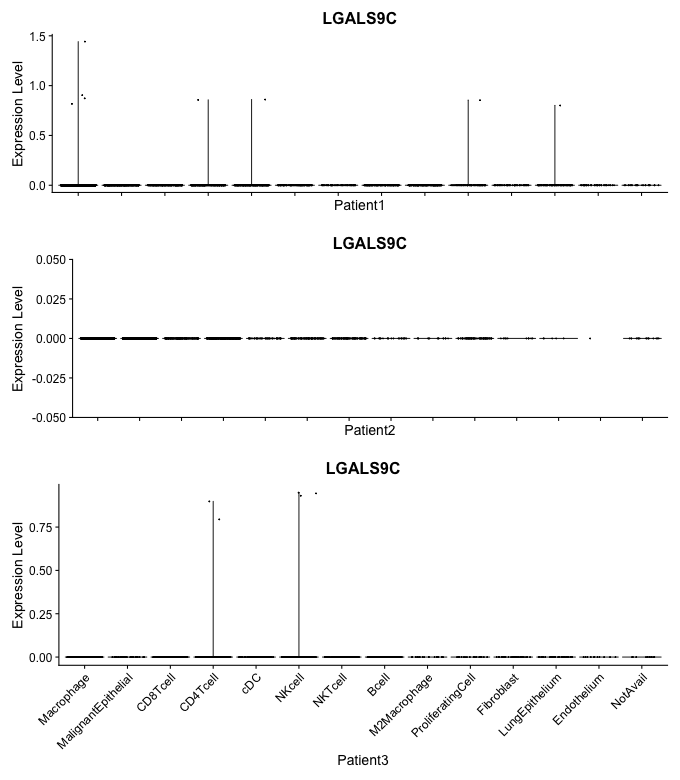 LGALS9C
Expression Level
1.5
1.0
0.5
0.0
Patient1
LGALS9C
Expression Level
0.050
0.025
0.000
-0.025
-0.050
Patient2
LGALS9C
Expression Level
0.75
0.50
0.25
0.00
Macrophage
MalignantEpithelial
CD8Tcell
CD4Tcell
cDC
NKcell
NKTcell
Bcell
M2Macrophage
ProliferatingCell
Fibroblast
LungEpithelium
Endothelium
NotAvail
Patient3